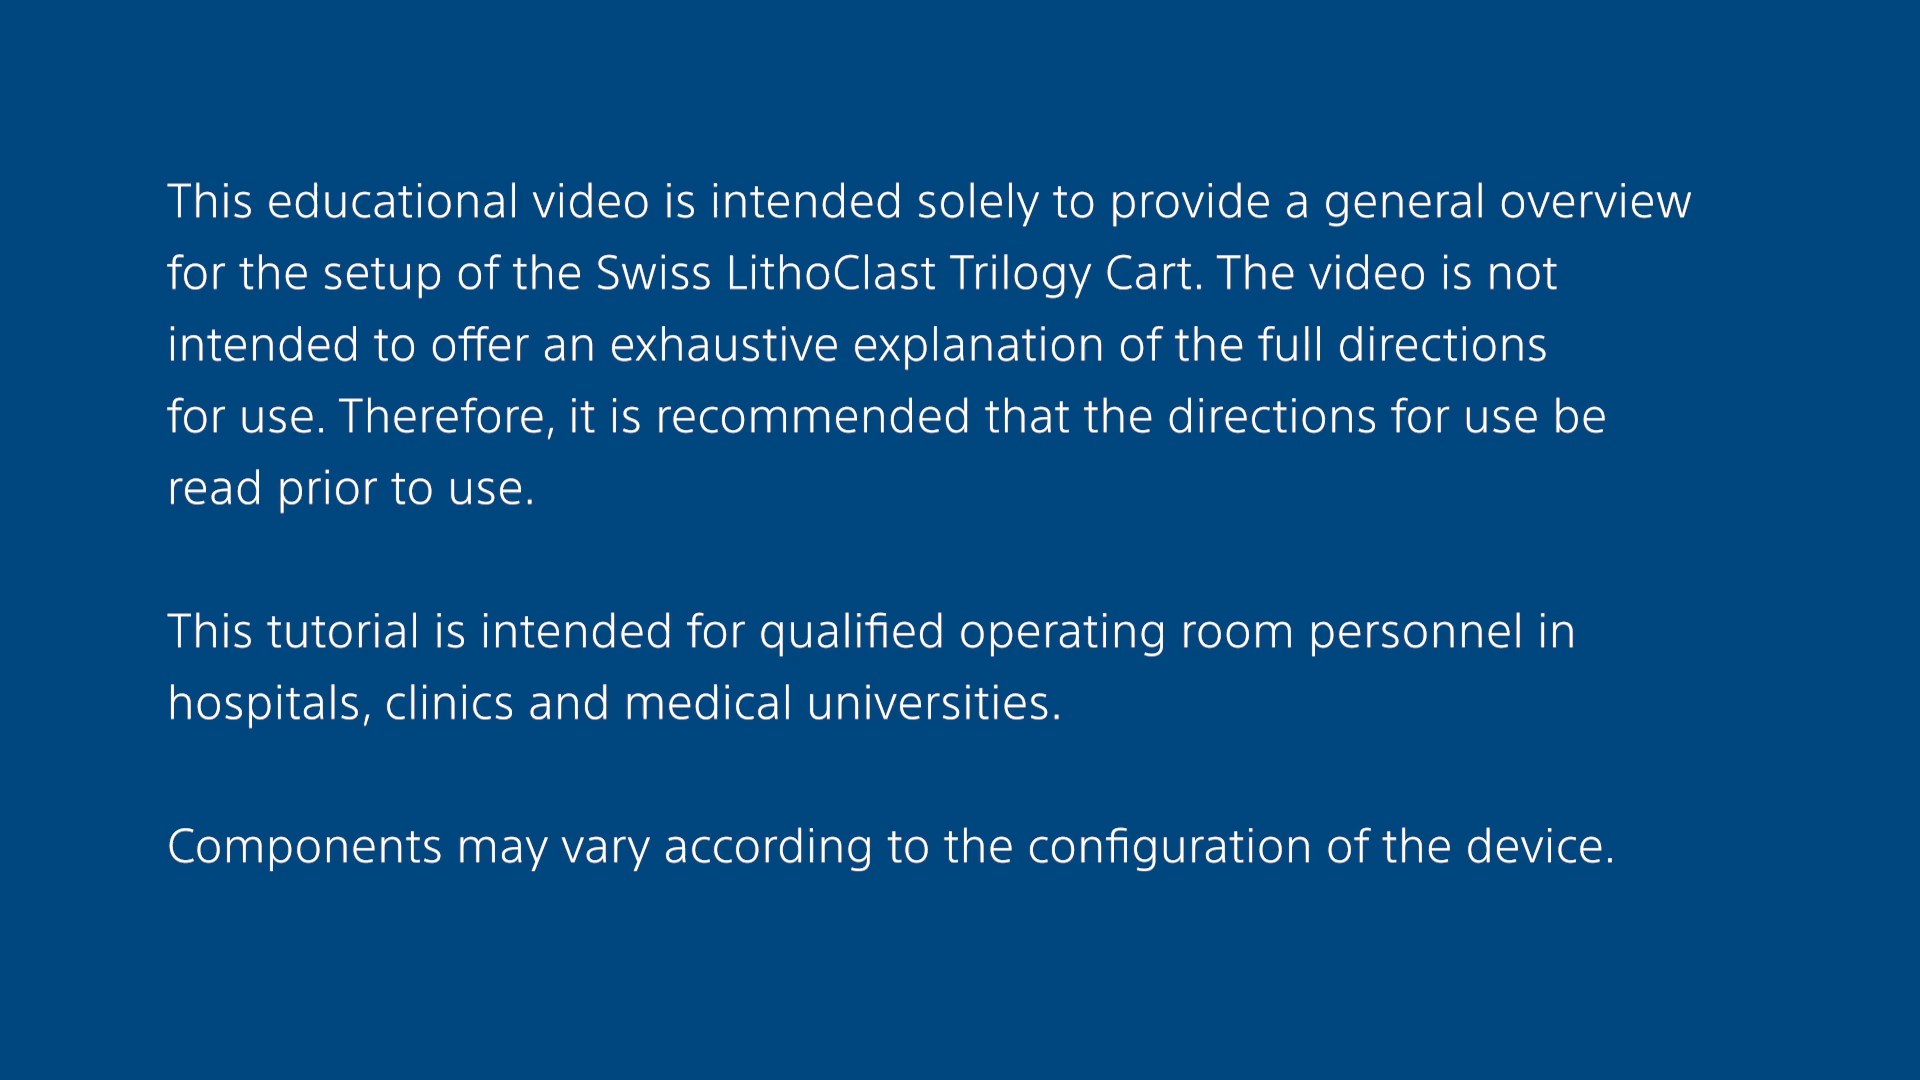 This educational video is intended solely to provide a general overview
for the setup of the Swiss LithoClast Trilogy Cart. The video is not
intended to offer an exhaustive explanation of the full directions
for use. Therefore, it is recommended that the directions for use be
read prior to use.
This tutorial is intended for qualified operating room personnel in
hospitals, clinics and medical universities.
Components may vary according to the configuration of the device.